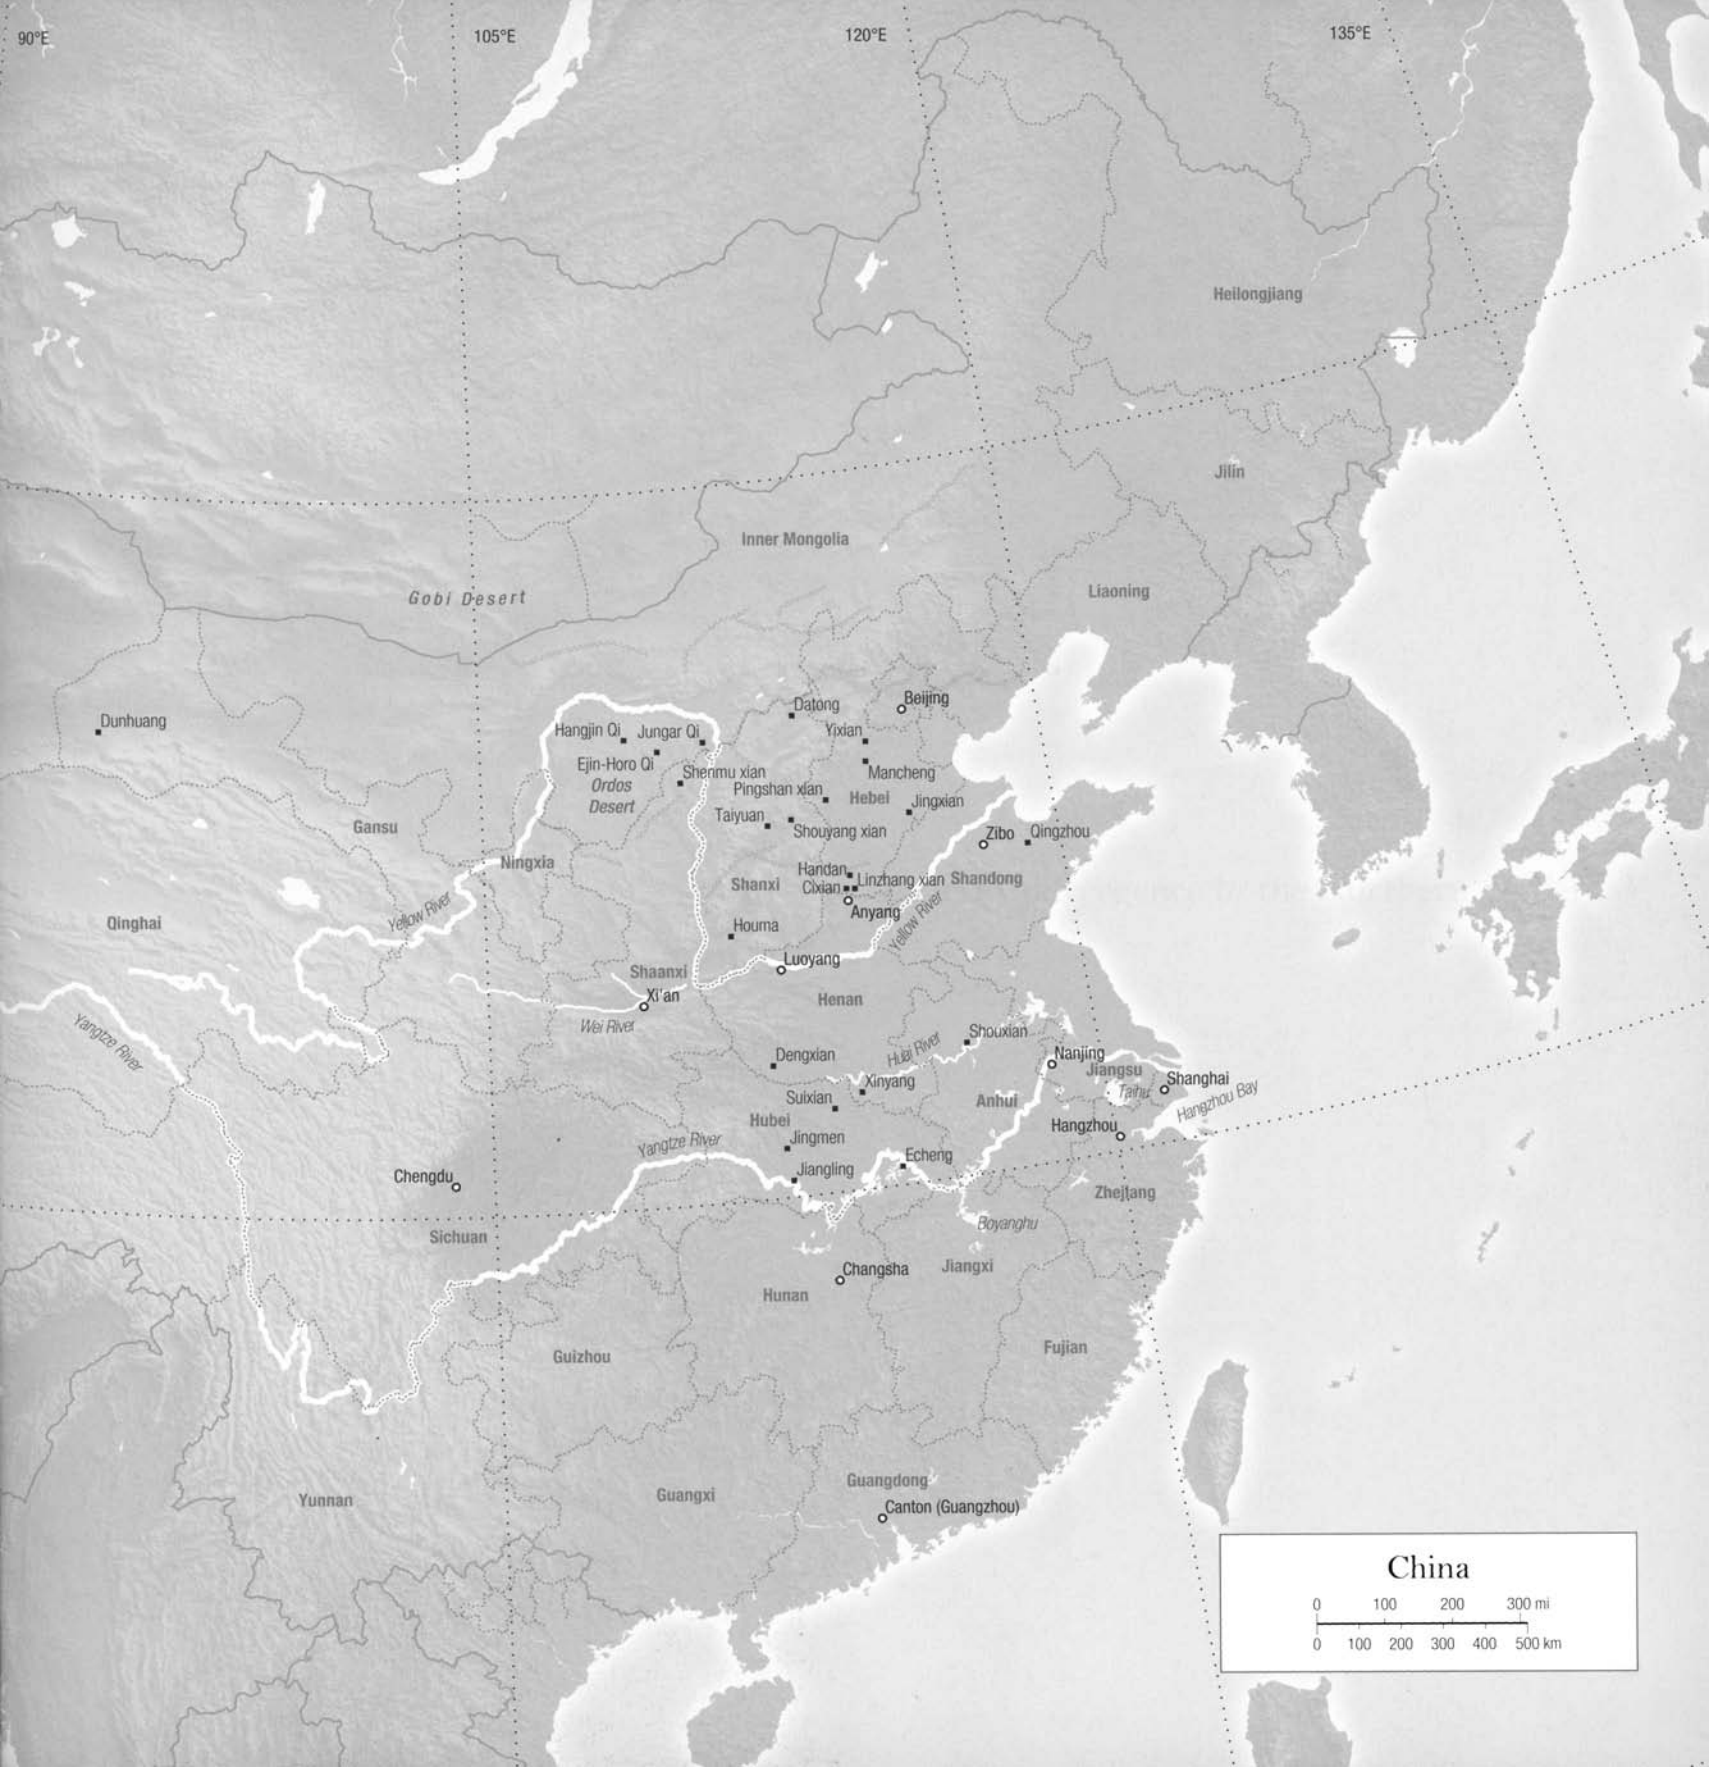 90°E
105°E
120°E
135°E
Heilongjiang
Jilin
Inner Mongolia
Liaoning
Gobi Desert
Dunhuang
Datong
Beijing
Hangjin Qi
Jungar Qi
Yixian
Ejin-Horo Qi
Shenmu xian
Mancheng
Ordos
Desert
Pingshan xian
Hebei
Jingxian
Taiyuan
Shouyang xian
Gansu
Zibo
Qingzhou
Ningxia
Handan
Shanxi
Cixian
Linzhang xian
Shandong
Yellow River
Anyang
Yellow River
Qinghai
Houma
Luoyang
Shaanxi
Xi'an
Henan
Wei River
Yangtze River
Shouxian
Huai River
Dengxian
Nanjing
Jiangsu
Xinyang
Shanghai
Taihu
Suixian
Anhui
Hangzhou Bay
Hubei
Hangzhou
Jingmen
Yangtze River
Echeng
Jiangling
Chengdu
Zhejiang
Boyanghu
Sichuan
Changsha
Jiangxi
Hunan
Fujian
Guizhou
Guangdong
Yunnan
Guangxi
Canton (Guangzhou)
China
0 100 200 300 mi
0 100 200 300 400 500 km